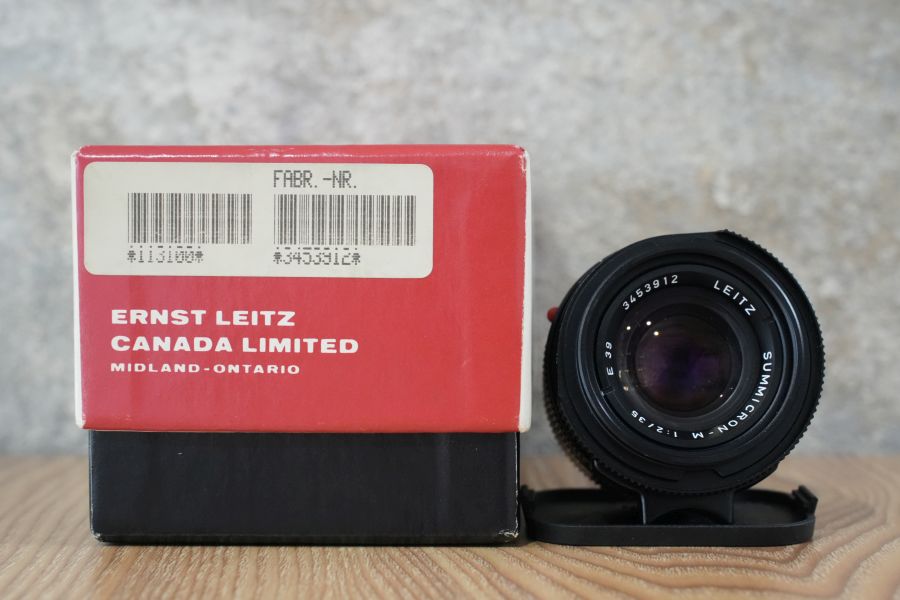 FABR.-NR.
*113100* *3453912*
ERNST LEITZ
CANADA LIMITED
MIDLAND-ONTARIO
3453912 LEITZ
SUMMICRON-M 1:2/35
E 39